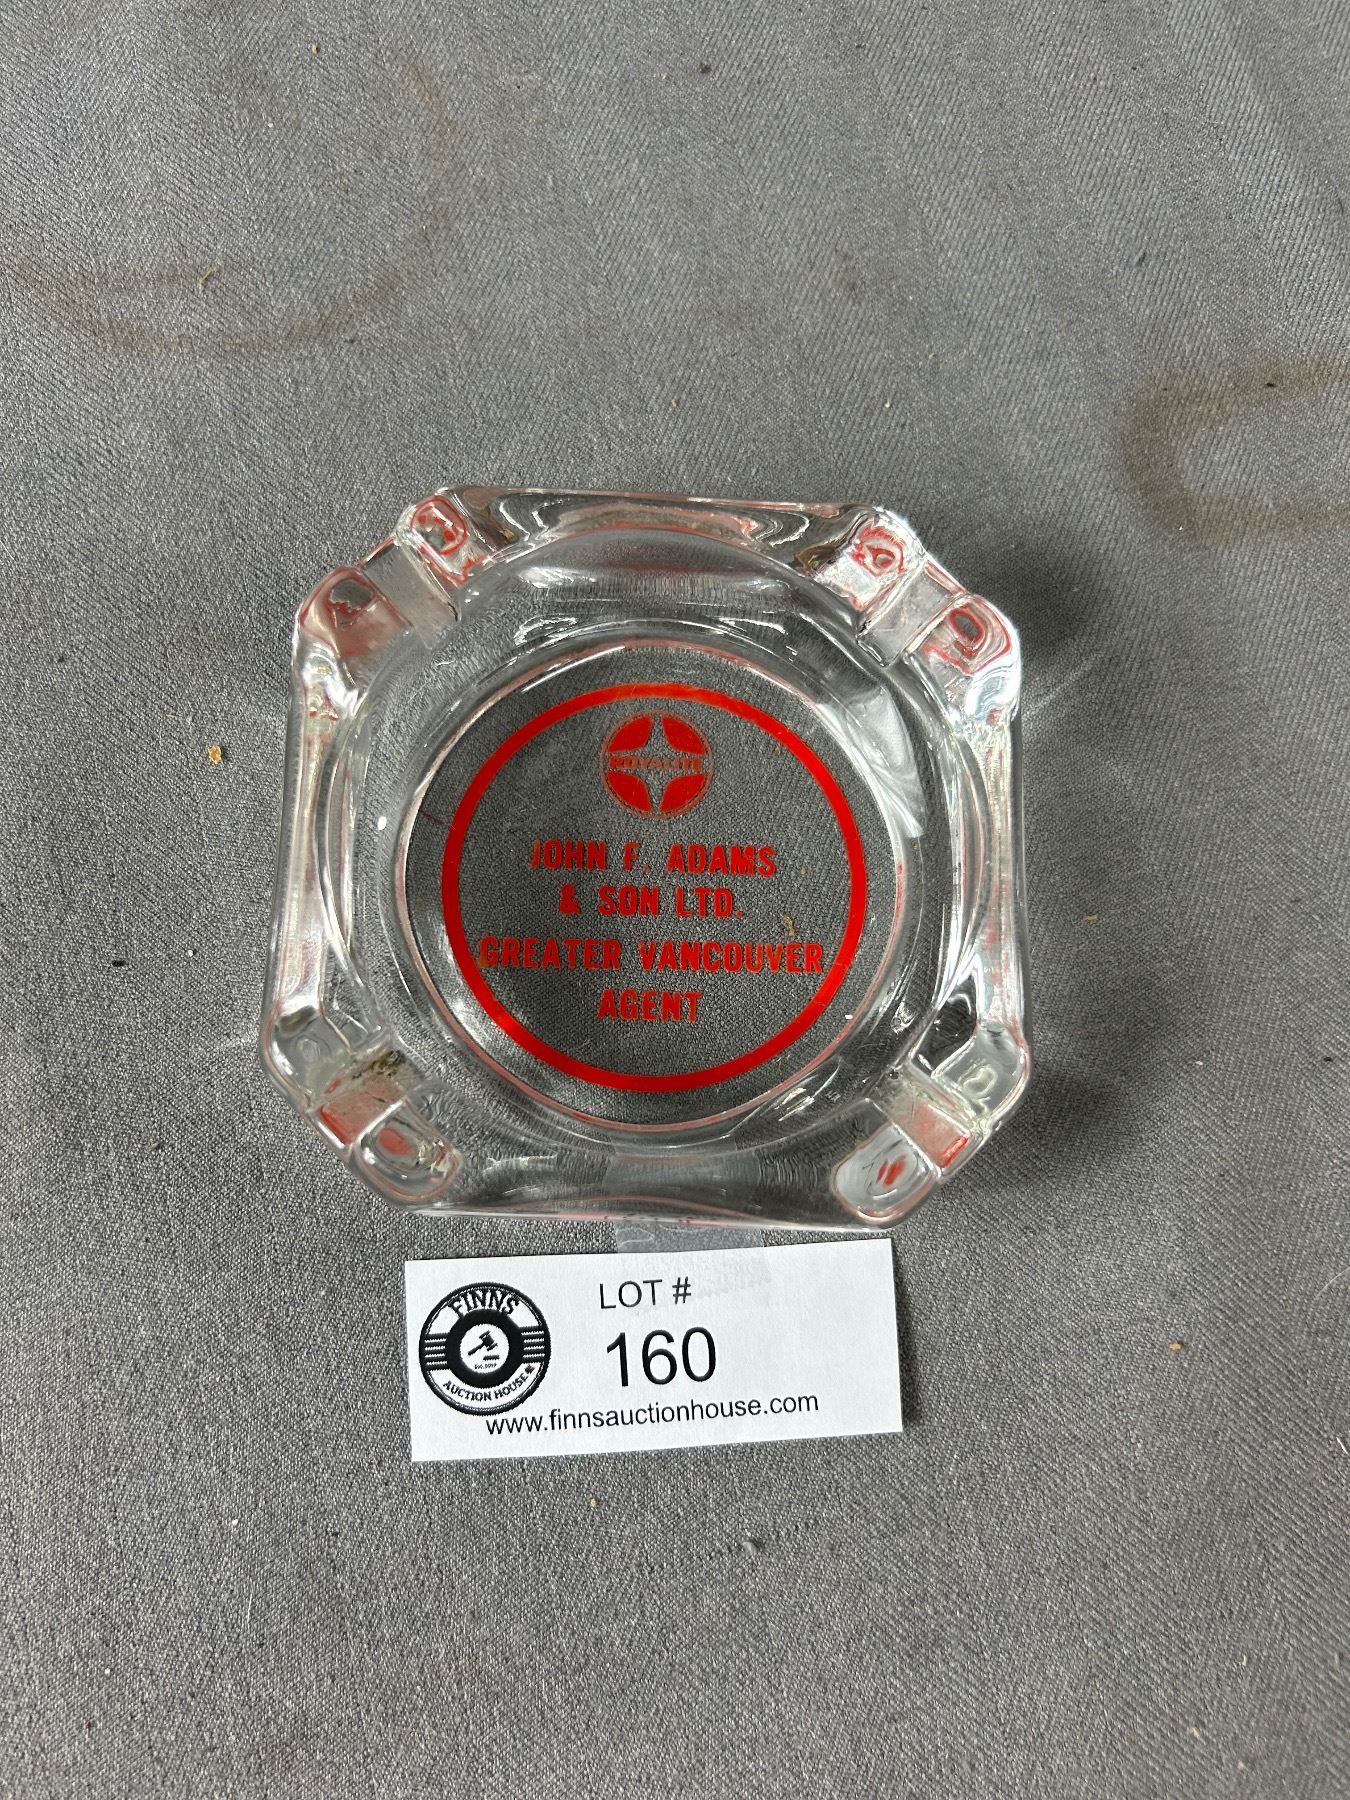 ROYALITE
JOHN F. ADAMS
& SON LTD.
GREATER VANCOUVER
AGENT
FINNS
AUCTION HOUSE
LOT #
160
www.finnsauctionhouse.com